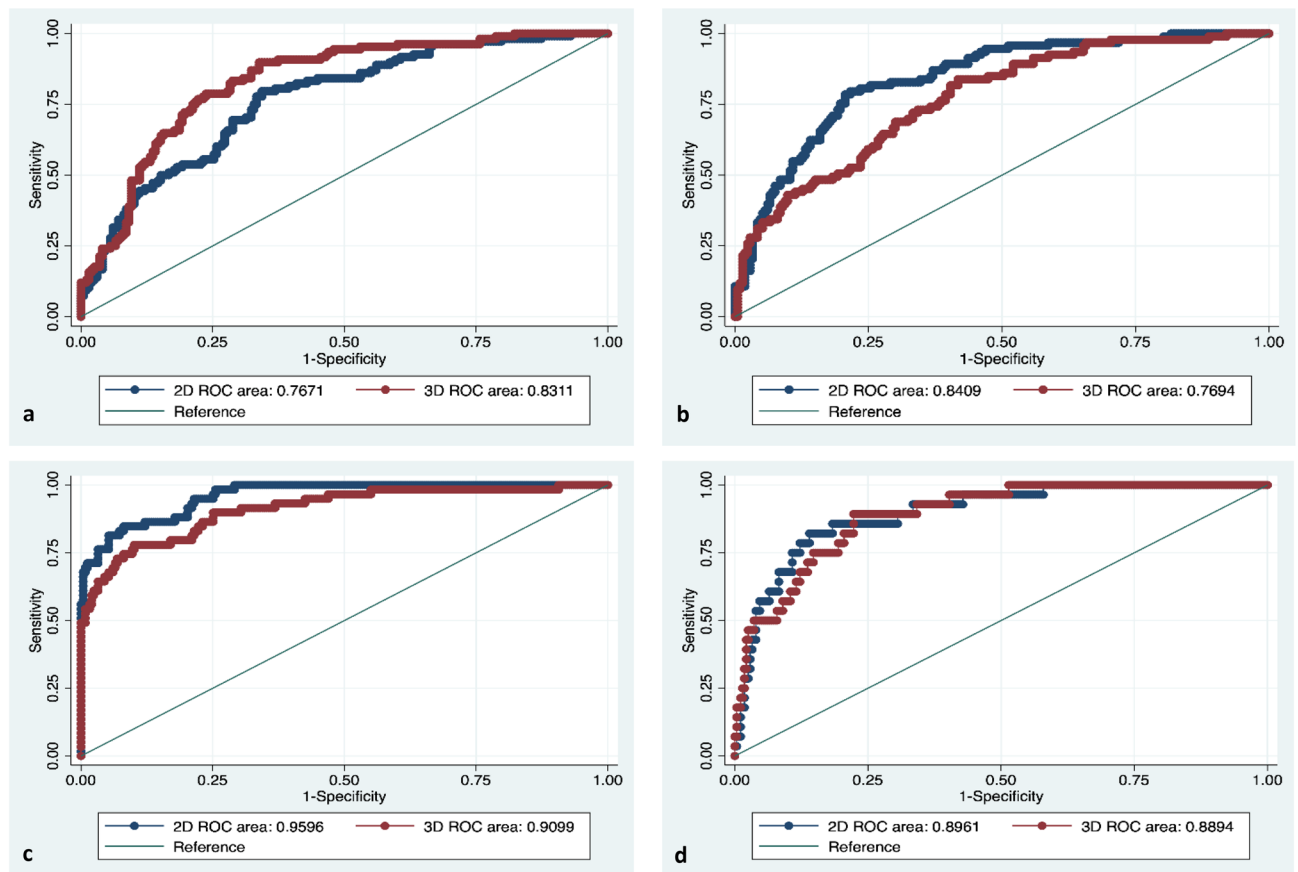 1.00
0.75
Sensitivity
0.50
0.25
0.00
0.00 0.25 0.50 0.75 1.00
1-Specificity
2D ROC area: 0.7671 3D ROC area: 0.8311
Reference
a
1.00
0.75
Sensitivity
0.50
0.25
0.00
0.00 0.25 0.50 0.75 1.00
1-Specificity
2D ROC area: 0.8409 3D ROC area: 0.7694
Reference
b
1.00
0.75
Sensitivity
0.50
0.25
0.00
0.00 0.25 0.50 0.75 1.00
1-Specificity
2D ROC area: 0.9596 3D ROC area: 0.9099
Reference
c
1.00
0.75
Sensitivity
0.50
0.25
0.00
0.00 0.25 0.50 0.75 1.00
1-Specificity
2D ROC area: 0.8961 3D ROC area: 0.8894
Reference
d